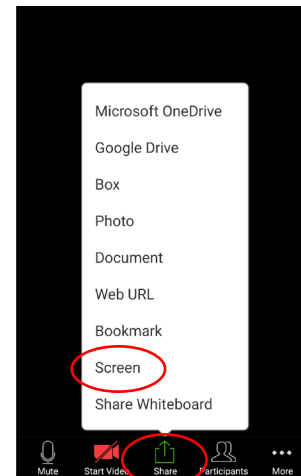 Microsoft OneDrive
Google Drive
Box
Photo
Document
Web URL
Bookmark
Screen
Share Whiteboard
Mute Start Video Share Participants More